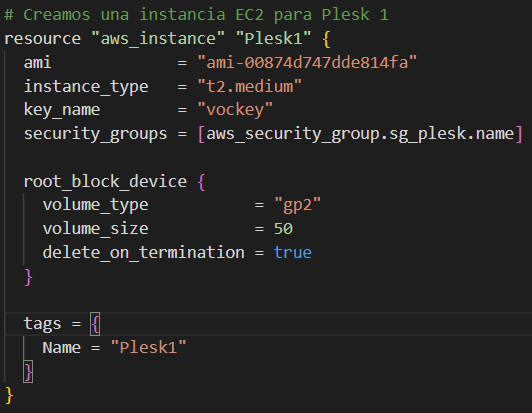 # Creamos una instancia EC2 para Plesk 1
resource "aws_instance" "Plesk1" {
  ami             = "ami-00874d747dde814fa"
  instance_type   = "t2.medium"
  key_name        = "vockey"
  security_groups = [aws_security_group.sg_plesk.name]

  root_block_device {
    volume_type           = "gp2"
    volume_size           = 50
    delete_on_termination = true
  }

  tags = {
    Name = "Plesk1"
  }
}